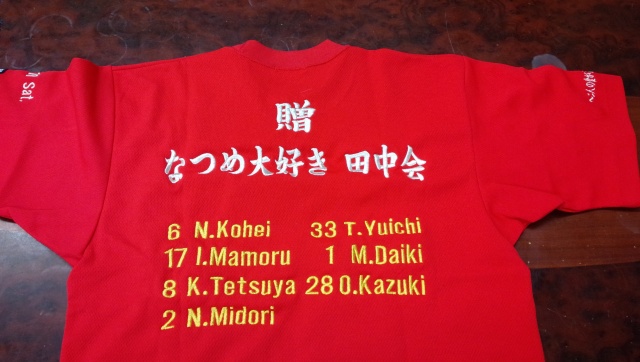 贈
なつめ大好き 田中会
6 N.Kohei 33 T.Yuichi
17 I.Mamoru 1 M.Daiki
8 K.Tetsuya 28 O.Kazuki
2 N.Midori
Sat.